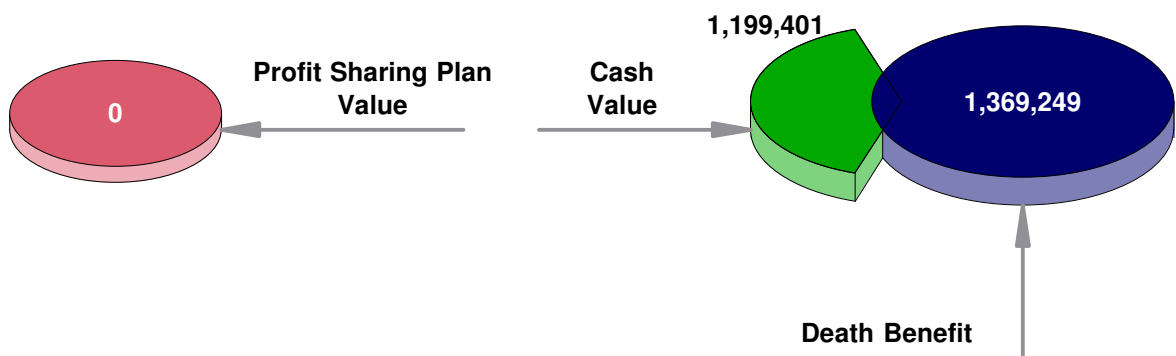 1,199,401
Profit Sharing Plan
Value
Cash
Value
0
1,369,249
Death Benefit